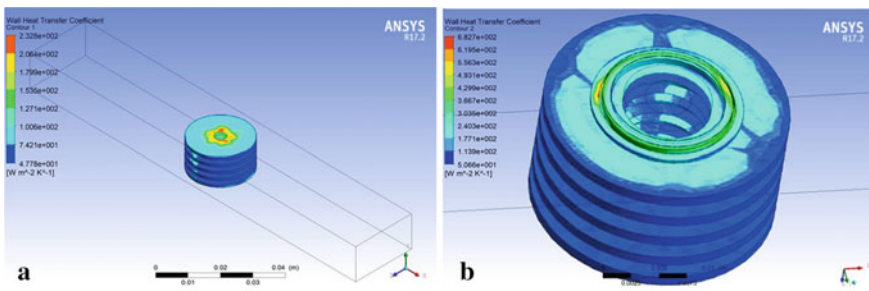 Wall Heat Transfer Coefficient
Contour 1
2.328e+002
2.064e+002
1.799e+002
1.535e+002
1.271e+002
1.006e+002
7.421e+001
4.778e+001
[W m^-2 K^-1]
ANSYS
R17.2
0
0.02
0.04 (m)
0.01
0.03
a
Wall Heat Transfer Coefficient
Contour 2
6.827e+002
6.195e+002
5.563e+002
4.931e+002
4.299e+002
3.667e+002
3.035e+002
2.403e+002
1.771e+002
1.139e+002
5.066e+001
[W m^-2 K^-1]
ANSYS
R17.2
0.0025
b